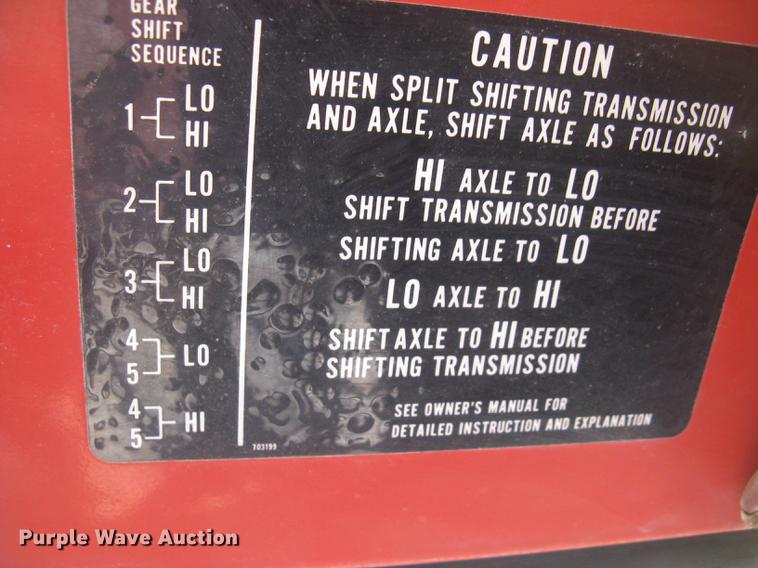 GEAR
SHIFT
SEQUENCE
1 LO
HI
2 LO
HI
3 LO
HI
4
5 LO
4
5 HI
CAUTION
WHEN SPLIT SHIFTING TRANSMISSION
AND AXLE, SHIFT AXLE AS FOLLOWS:
HI AXLE TO LO
SHIFT TRANSMISSION BEFORE
SHIFTING AXLE TO LO
LO AXLE TO HI
SHIFT AXLE TO HI BEFORE
SHIFTING TRANSMISSION
SEE OWNER'S MANUAL FOR
DETAILED INSTRUCTION AND EXPLANATION
703199
Purple Wave Auction